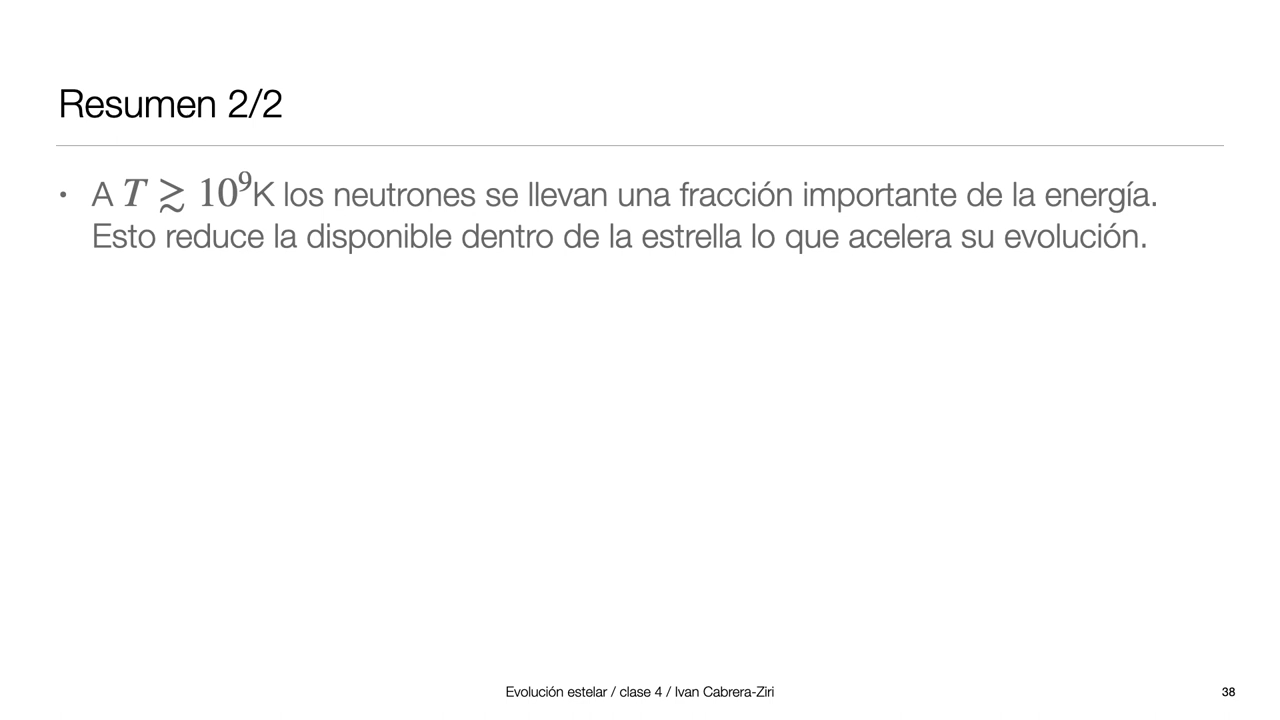 Resumen 2/2
• A T ≳ 10⁹K los neutrones se llevan una fracción importante de la energía.
Esto reduce la disponible dentro de la estrella lo que acelera su evolución.
Evolución estelar / clase 4 / Ivan Cabrera-Ziri
38